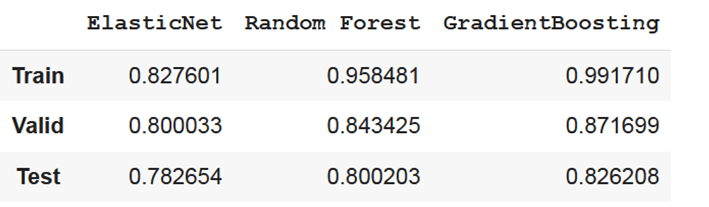 ElasticNet Random Forest GradientBoosting
Train 0.827601 0.958481 0.991710
Valid 0.800033 0.843425 0.871699
Test 0.782654 0.800203 0.826208